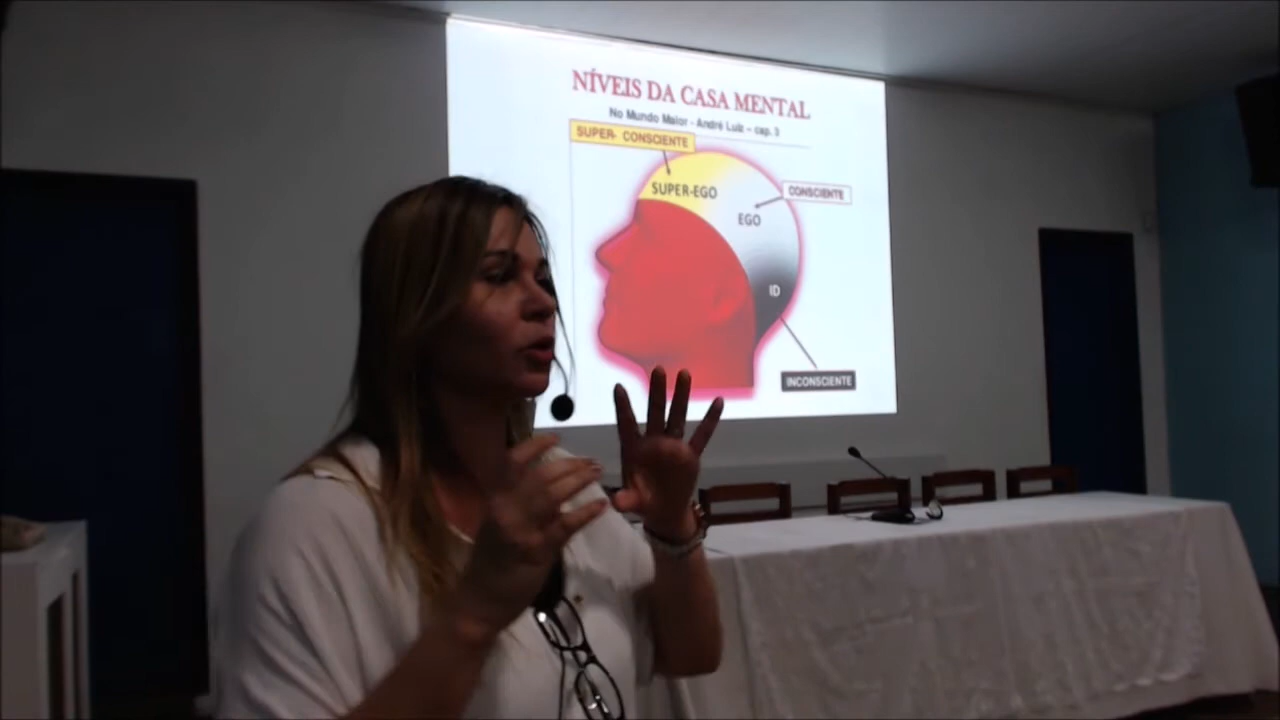 NÍVEIS DA CASA MENTAL
No Mundo Maior - André Luiz - cap. 3
SUPER- CONSCIENTE
SUPER-EGO
CONSCIENTE
EGO
ID
INCONSCIENTE